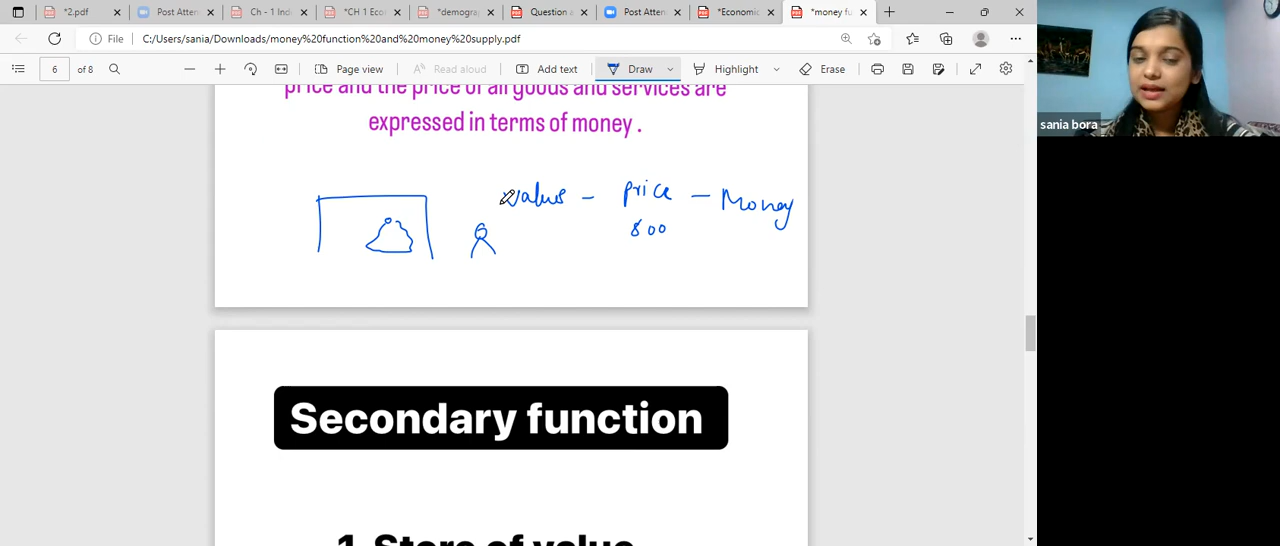 *2.pdf
Post Atten
Ch - 1 Ind
*CH 1 Eco
*demogra
Question a
Post Atten
*Economic
*money fu
File
C:/Users/sania/Downloads/money%20function%20and%20money%20supply.pdf
6 of 8
Page view
Read aloud
Add text
Draw
Highlight
Erase
price and the price of all goods and services are
expressed in terms of money .
value - price - Money
800
sania bora
Secondary function
1. Store of value